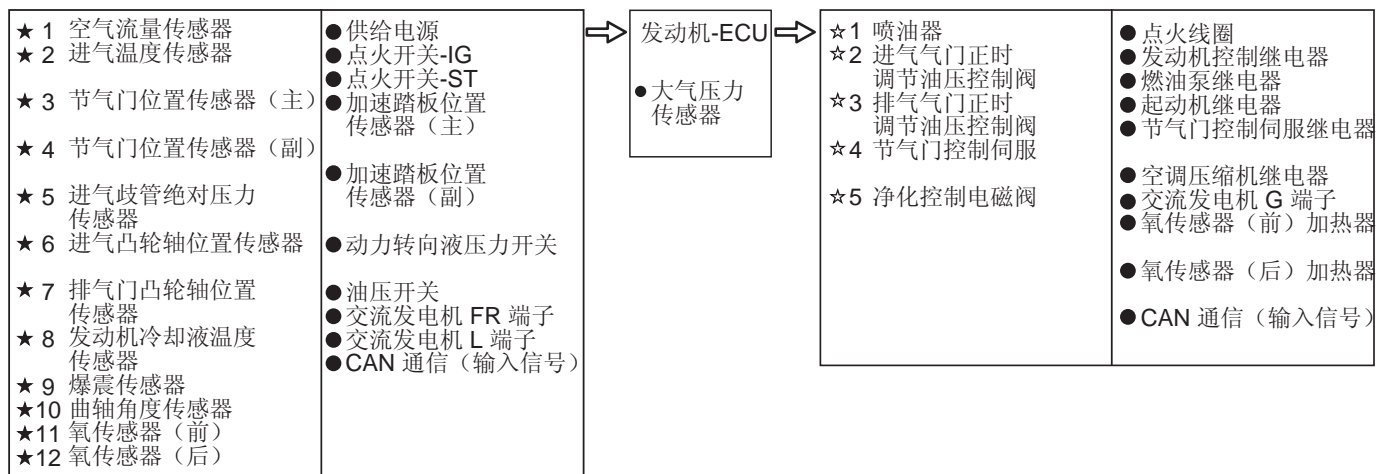 ★ 1 空气流量传感器
★ 2 进气温度传感器
★ 3 节气门位置传感器（主）
★ 4 节气门位置传感器（副）
★ 5 进气歧管绝对压力
传感器
★ 6 进气凸轮轴位置传感器
★ 7 排气门凸轮轴位置
传感器
★ 8 发动机冷却液温度
传感器
★ 9 爆震传感器
★10 曲轴角度传感器
★11 氧传感器（前）
★12 氧传感器（后）
●供给电源
●点火开关-IG
●点火开关-ST
●加速踏板位置
传感器（主）
●加速踏板位置
传感器（副）
●动力转向液压力开关
●油压开关
●交流发电机 FR 端子
●交流发电机 L 端子
●CAN 通信（输入信号）
发动机-ECU
●大气压力
传感器
☆1 喷油器
☆2 进气气门正时
调节油压控制阀
☆3 排气气门正时
调节油压控制阀
☆4 节气门控制伺服
☆5 净化控制电磁阀
●点火线圈
●发动机控制继电器
●燃油泵继电器
●起动机继电器
●节气门控制伺服继电器
●空调压缩机继电器
●交流发电机 G 端子
●氧传感器（前）加热器
●氧传感器（后）加热器
●CAN 通信（输入信号）